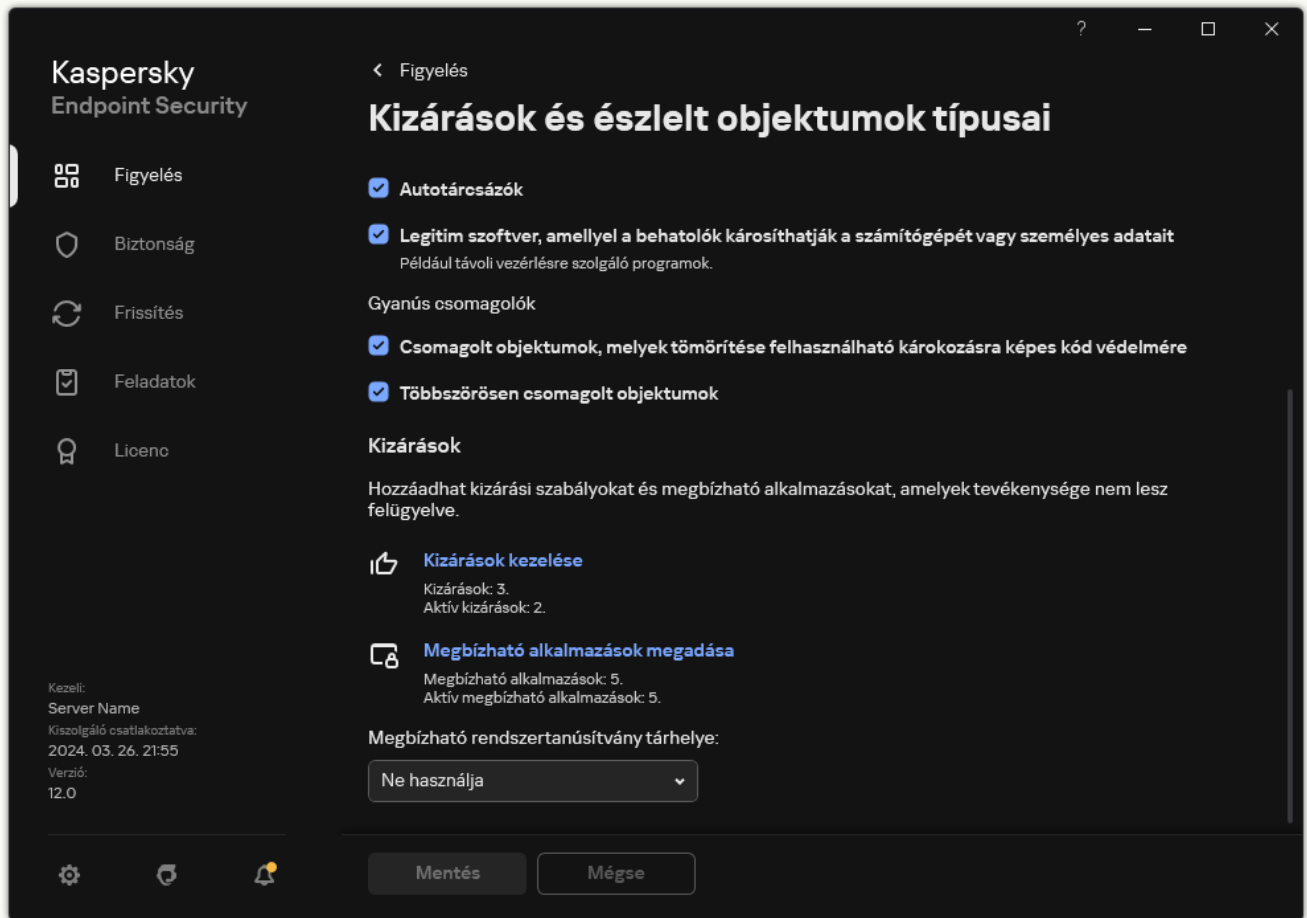 Kaspersky
Endpoint Security
Figyelés
Biztonság
Frissítés
Feladatok
Licenc
Kezeli:
Server Name
Kiszolgáló csatlakoztatva:
2024. 03. 26. 21:55
Verzió:
12.0
?
Figyelés
Kizárások és észlelt objektumok típusai
Autotárcsázók
Legitim szoftver, amellyel a behatolók károsíthatják a számítógépét vagy személyes adatait
Például távoli vezérlésre szolgáló programok.
Gyanús csomagolók
Csomagolt objektumok, melyek tömörítése felhasználható károkozásra képes kód védelmére
Többszörösen csomagolt objektumok
Kizárások
Hozzáadhat kizárási szabályokat és megbízható alkalmazásokat, amelyek tevékenysége nem lesz
felügyelve.
Kizárások kezelése
Kizárások: 3.
Aktív kizárások: 2.
Megbízható alkalmazások megadása
Megbízható alkalmazások: 5.
Aktív megbízható alkalmazások: 5.
Megbízható rendszertanúsítvány tárhelye:
Ne használja
Mentés
Mégse